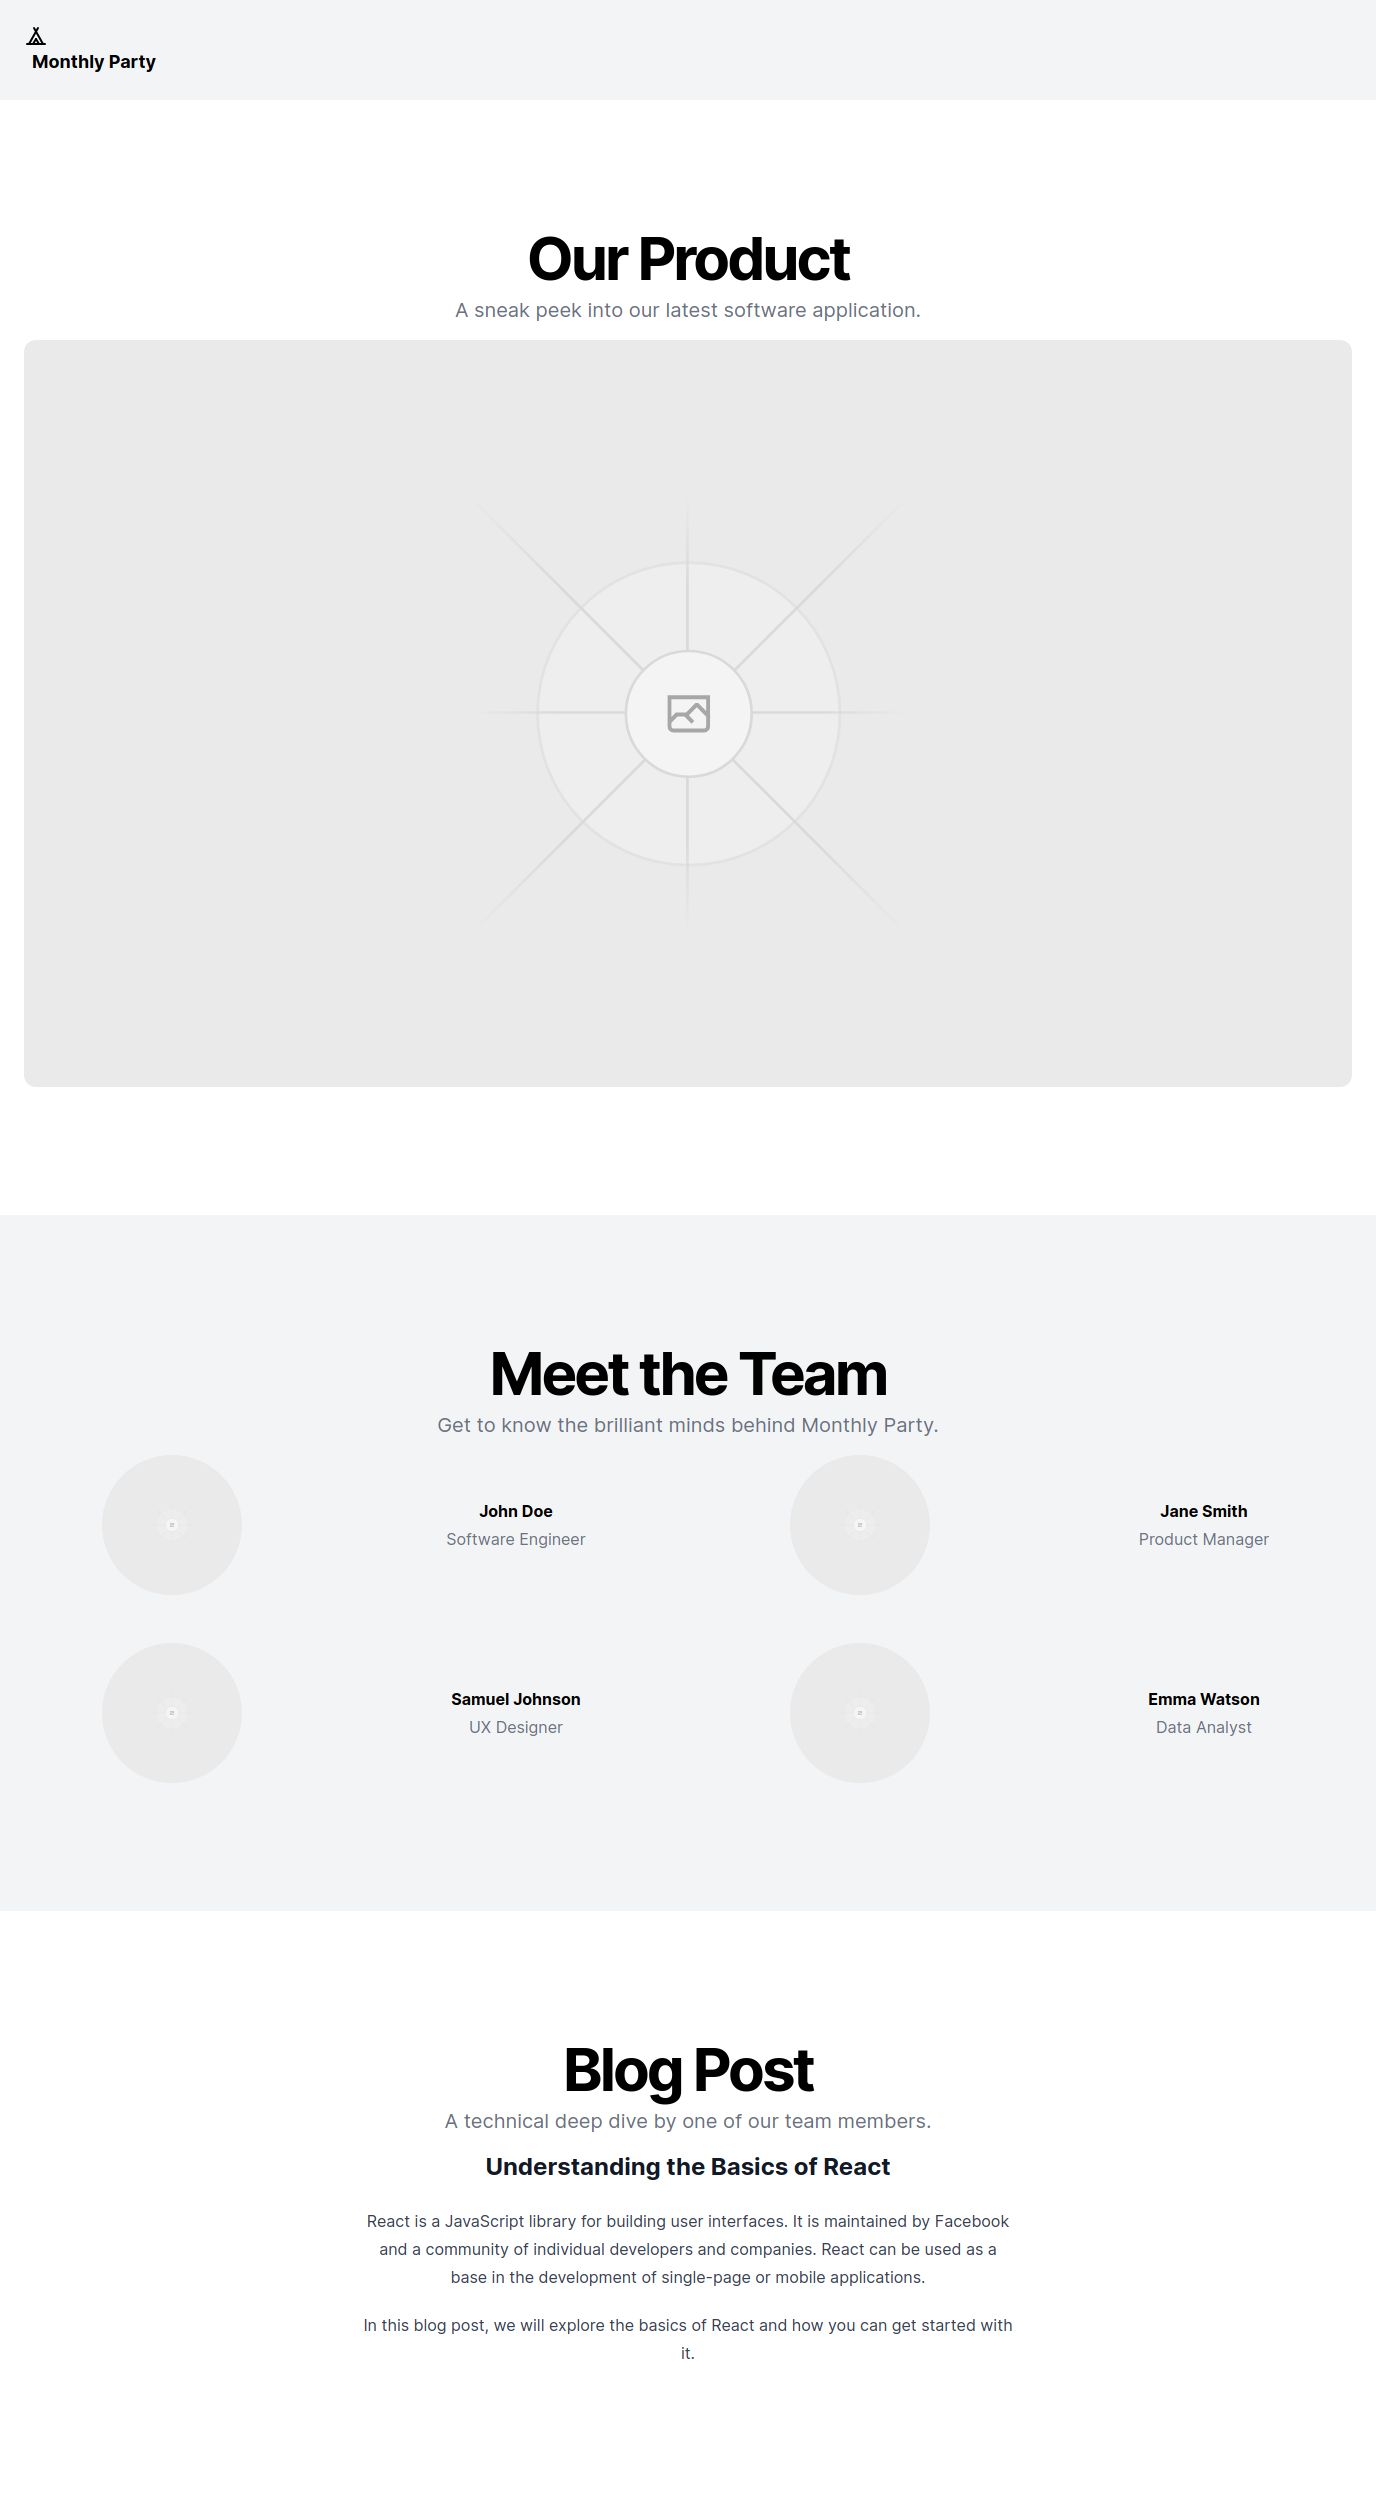 Monthly Party
Our Product
A sneak peek into our latest software application.
Meet the Team
Get to know the brilliant minds behind Monthly Party.
John Doe
Software Engineer
Jane Smith
Product Manager
Samuel Johnson
UX Designer
Emma Watson
Data Analyst
Blog Post
A technical deep dive by one of our team members.
Understanding the Basics of React
React is a JavaScript library for building user interfaces. It is maintained by Facebook
and a community of individual developers and companies. React can be used as a
base in the development of single-page or mobile applications.
In this blog post, we will explore the basics of React and how you can get started with
it.